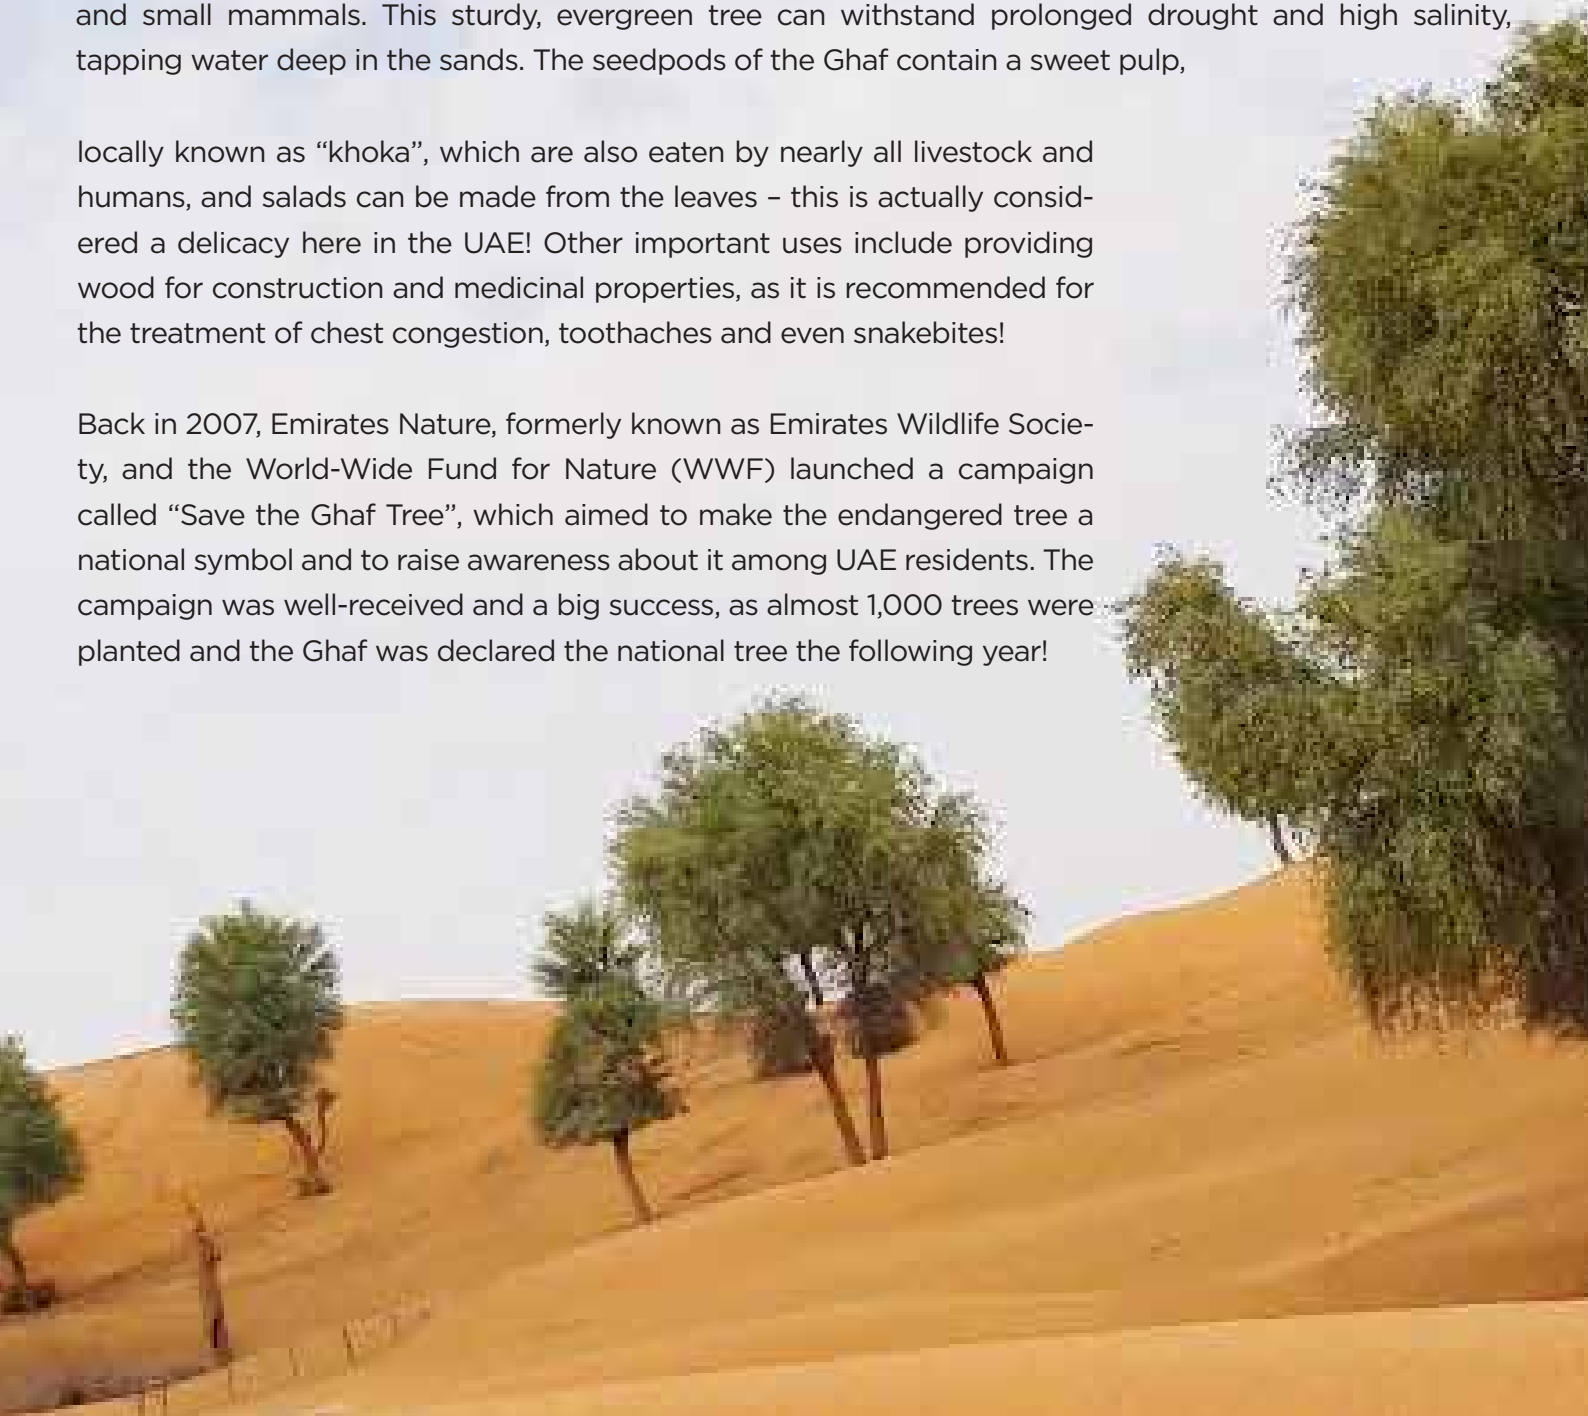 and small mammals. This sturdy, evergreen tree can withstand prolonged drought and high salinity,
tapping water deep in the sands. The seedpods of the Ghaf contain a sweet pulp,
locally known as “khoka”, which are also eaten by nearly all livestock and
humans, and salads can be made from the leaves – this is actually consid-
ered a delicacy here in the UAE! Other important uses include providing
wood for construction and medicinal properties, as it is recommended for
the treatment of chest congestion, toothaches and even snakebites!
Back in 2007, Emirates Nature, formerly known as Emirates Wildlife Socie-
ty, and the World-Wide Fund for Nature (WWF) launched a campaign
called “Save the Ghaf Tree”, which aimed to make the endangered tree a
national symbol and to raise awareness about it among UAE residents. The
campaign was well-received and a big success, as almost 1,000 trees were
planted and the Ghaf was declared the national tree the following year!